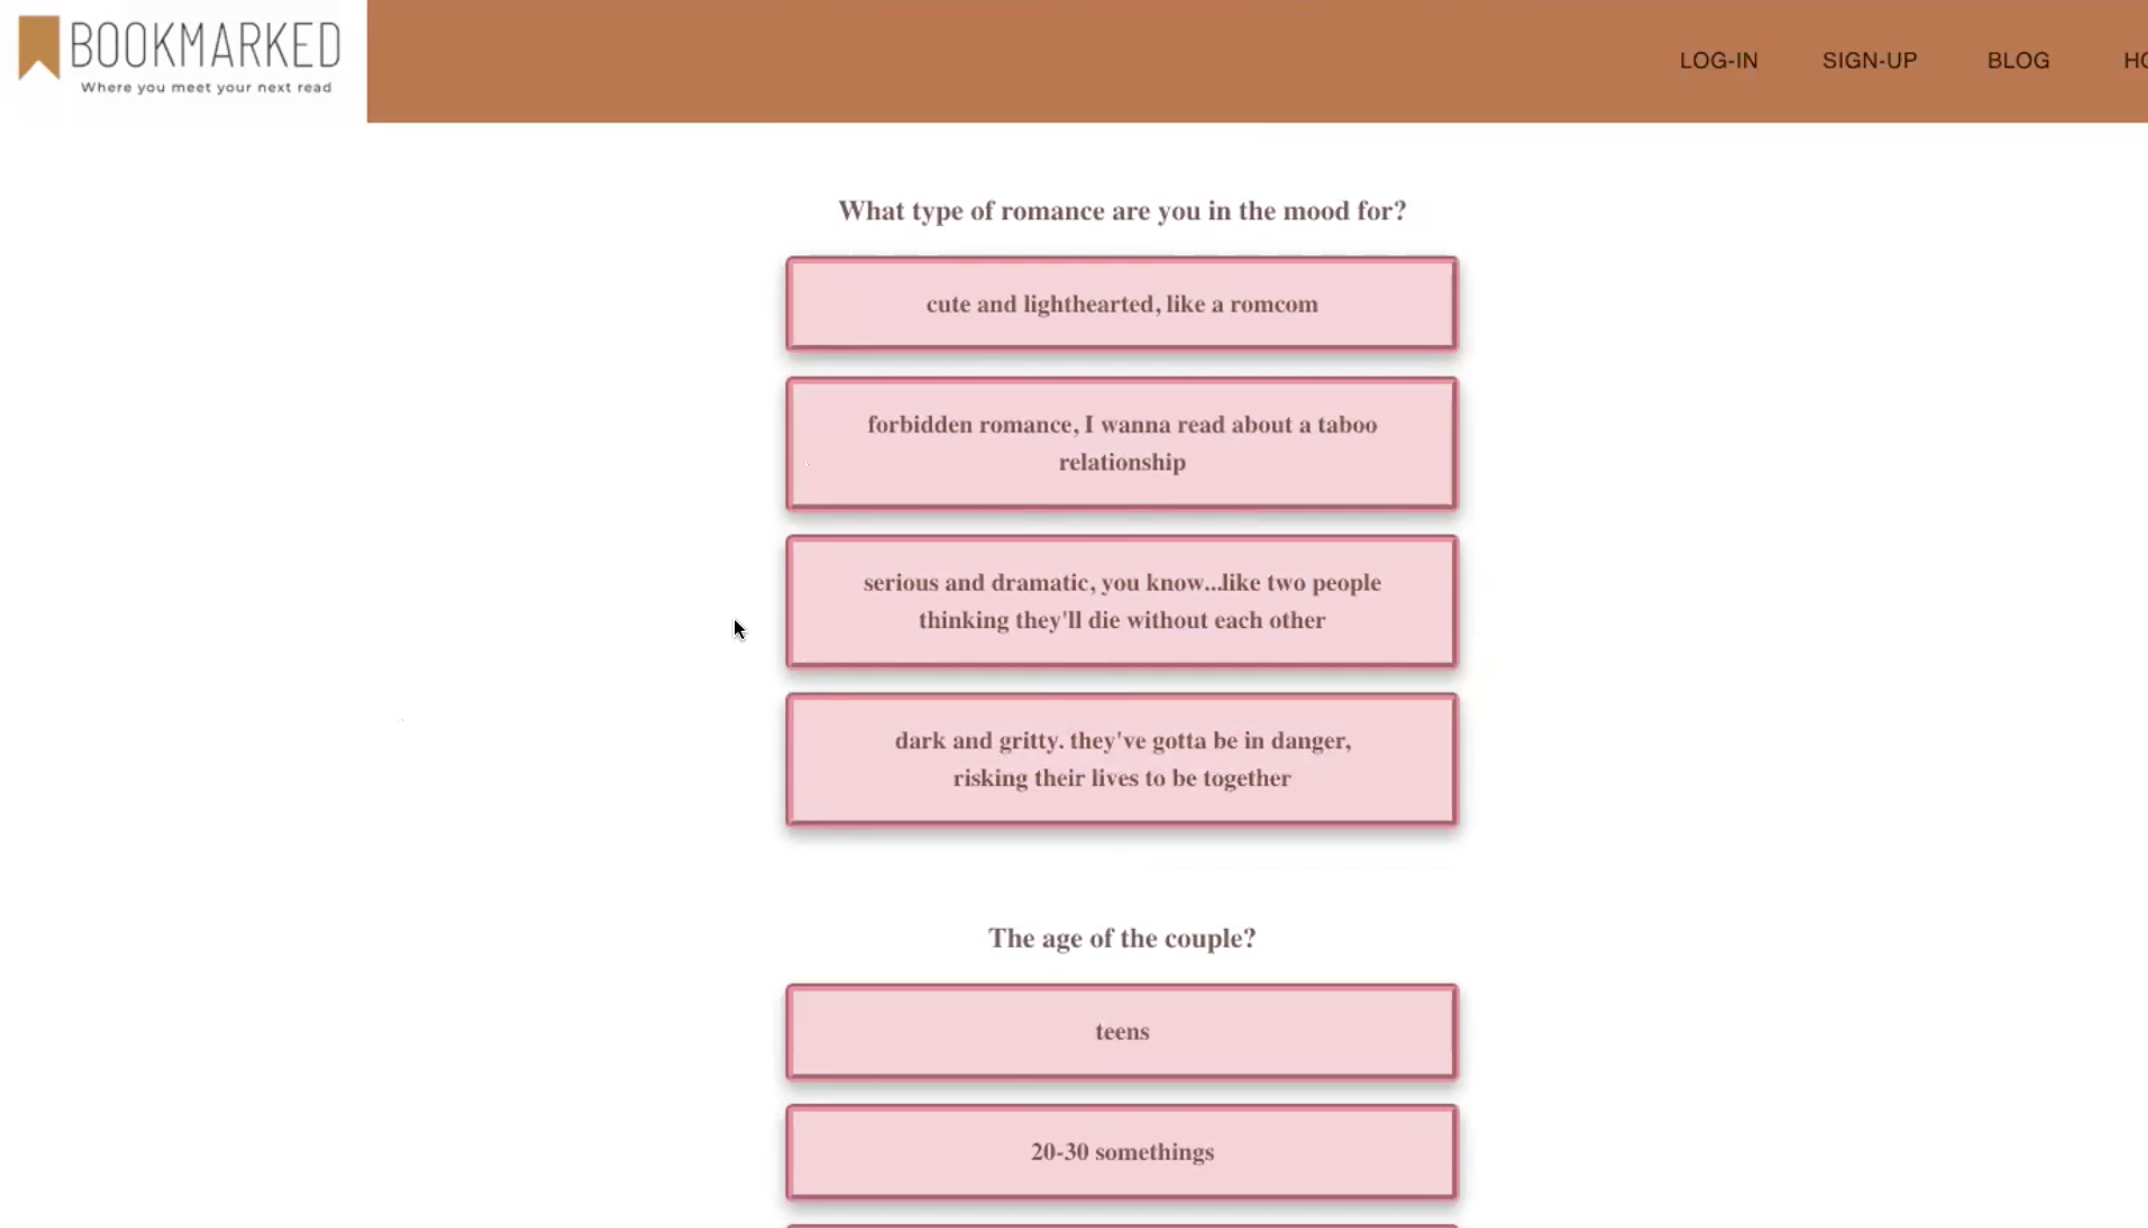 BOOKMARKED
Where you meet your next read
LOG-IN SIGN-UP BLOG
What type of romance are you in the mood for?
cute and lighthearted, like a romcom
forbidden romance, I wanna read about a taboo
relationship
serious and dramatic, you know...like two people
thinking they'll die without each other
dark and gritty. they've gotta be in danger,
risking their lives to be together
The age of the couple?
teens
20-30 somethings